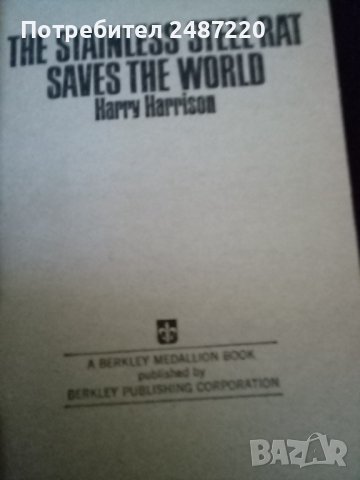 Потребител 2487220
THE STAINLESS STEEL RAT
SAVES THE WORLD
Harry Harrison
A BERKLEY MEDALLION BOOK
published by
BERKLEY PUBLISHING CORPORATION
BAZAR